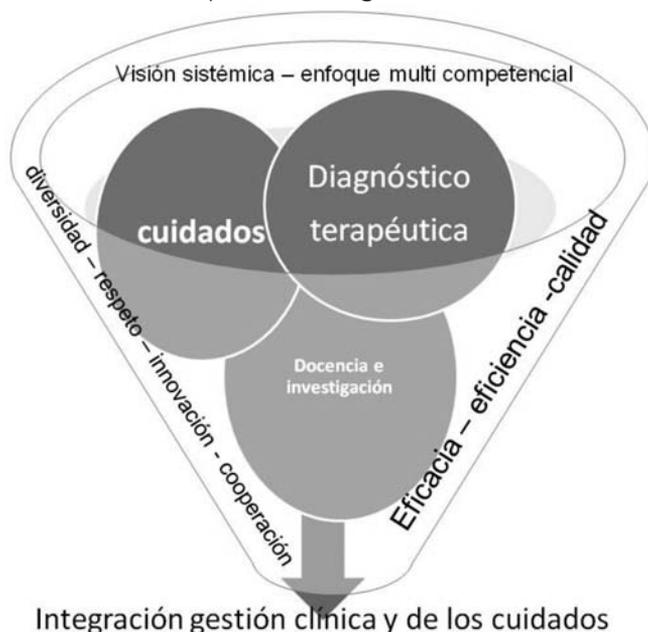 Visión sistémica – enfoque multi competencial
cuidados
Diagnóstico
terapéutica
Docencia e
investigación
diversidad – respeto – innovación - cooperación
Eficacia – eficiencia -calidad
Integración gestión clínica y de los cuidados